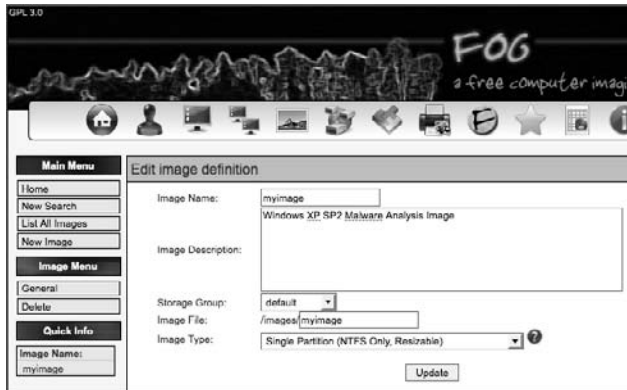 GPL 3.0
FOG
a free computer imagi
Main Menu
Home
New Search
List All Images
New Image
Image Menu
General
Delete
Quick Info
Image Name:
myimage
Edit image definition
Image Name: myimage
Image Description: Windows XP SP2 Malware Analysis Image
Storage Group: default
Image File: /images/myimage
Image Type: Single Partition (NTFS Only, Resizable)
Update